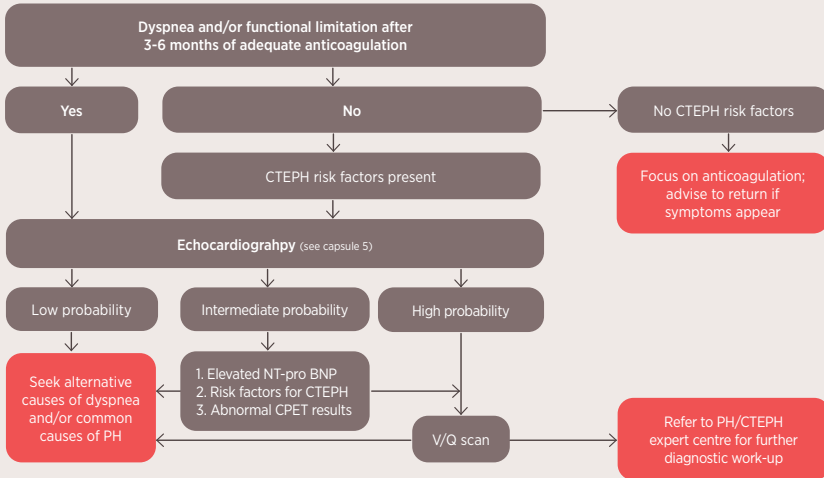 Dyspnea and/or functional limitation after
3-6 months of adequate anticoagulation
Yes
No
No CTEPH risk factors
CTEPH risk factors present
Focus on anticoagulation;
advise to return if
symptoms appear
Echocardiograhpy (see capsule 5)
Low probability
Intermediate probability
High probability
Seek alternative
causes of dyspnea
and/or common
causes of PH
1. Elevated NT-pro BNP
2. Risk factors for CTEPH
3. Abnormal CPET results
V/Q scan
Refer to PH/CTEPH
expert centre for further
diagnostic work-up